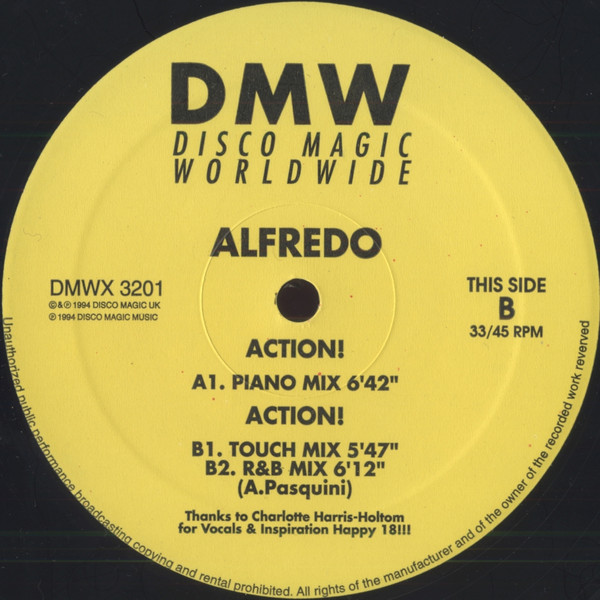 DMW
DISCO MAGIC
WORLDWIDE
ALFREDO
DMWX 3201
©&℗ 1994 DISCO MAGIC UK
℗ 1994 DISCO MAGIC MUSIC
THIS SIDE
B
33/45 RPM
ACTION!
A1. PIANO MIX 6'42"
ACTION!
B1. TOUCH MIX 5'47"
B2. R&B MIX 6'12"
(A.Pasquini)
Thanks to Charlotte Harris-Holtom
for Vocals & Inspiration Happy 18!!!
Unauthorized public performance broadcasting copying and rental prohibited. All rights of the manufacturer and of the owner of the recorded work reverved